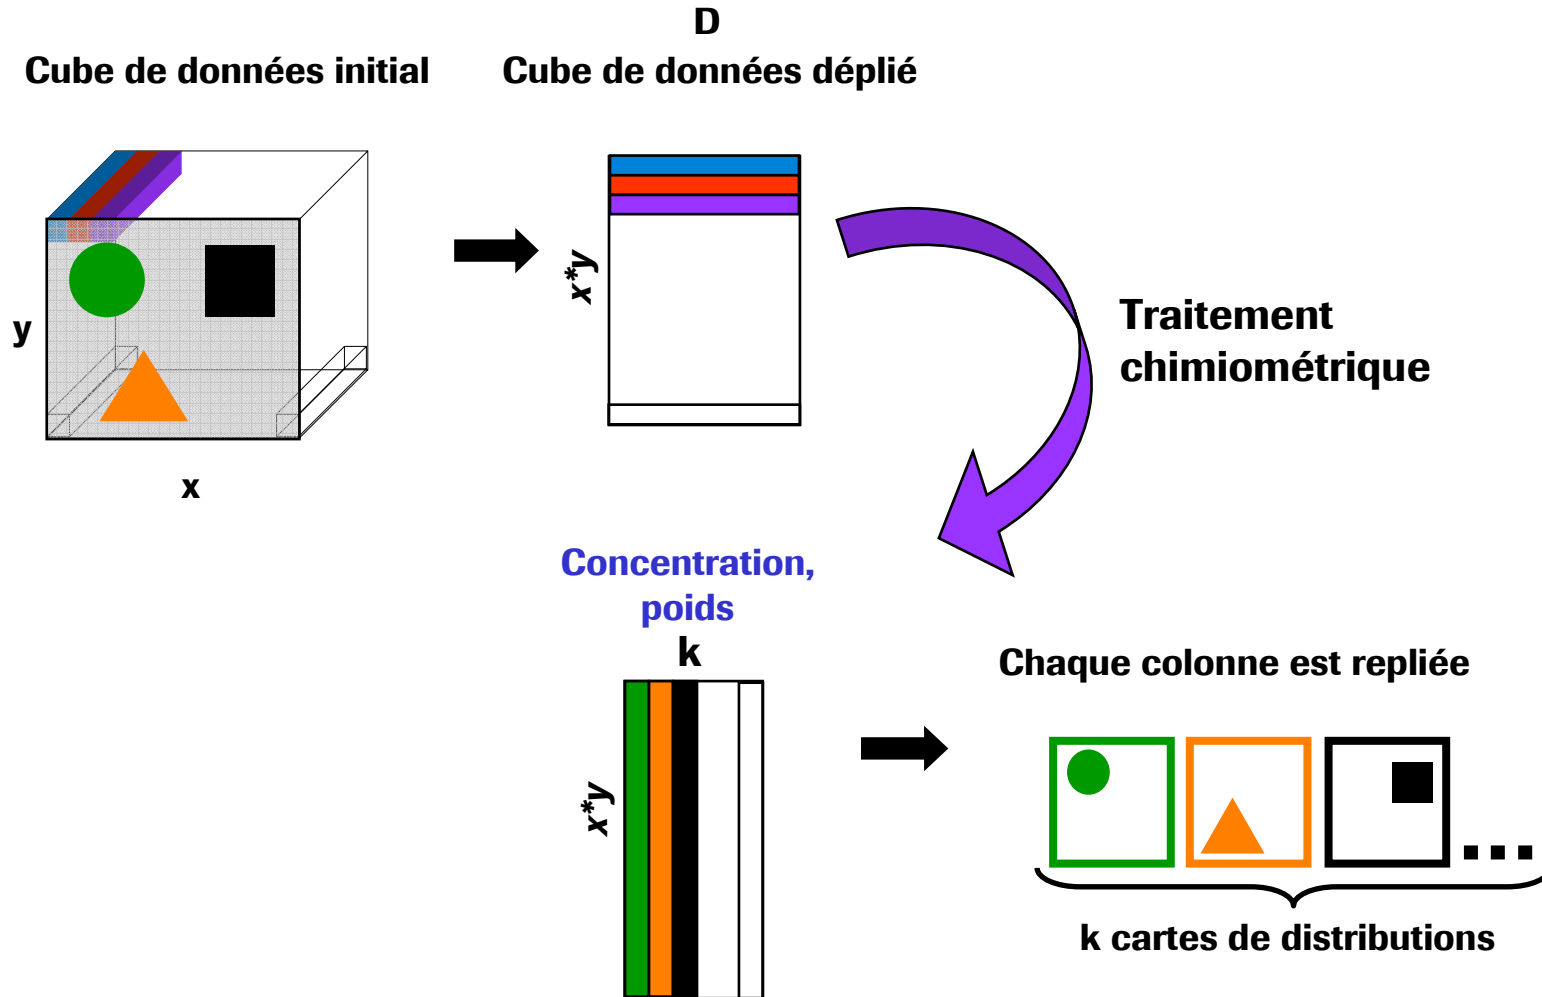 D
Cube de données initial
Cube de données déplié
y
x
x*y
Traitement
chimiométrique
Concentration,
poids
k
x*y
Chaque colonne est repliée
...
k cartes de distributions